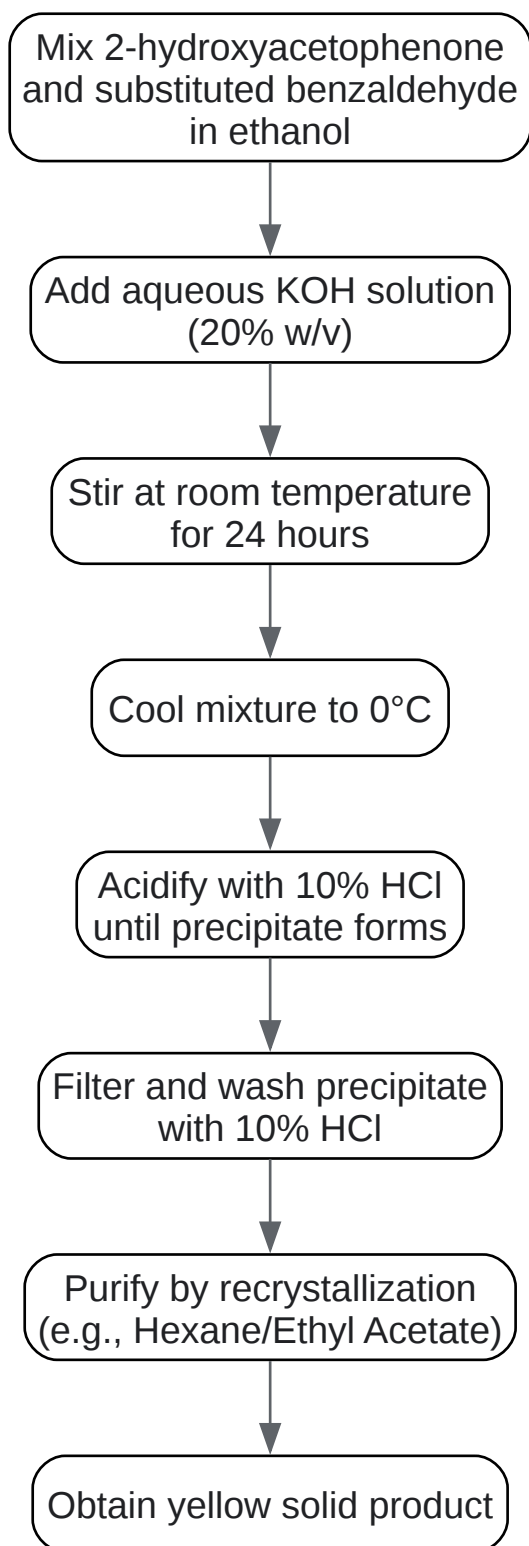 Mix 2-hydroxyacetophenone
and substituted benzaldehyde
in ethanol
Add aqueous KOH solution
(20% w/v)
Stir at room temperature
for 24 hours
Cool mixture to 0°C
Acidify with 10% HCl
until precipitate forms
Filter and wash precipitate
with 10% HCl
Purify by recrystallization
(e.g., Hexane/Ethyl Acetate)
Obtain yellow solid product